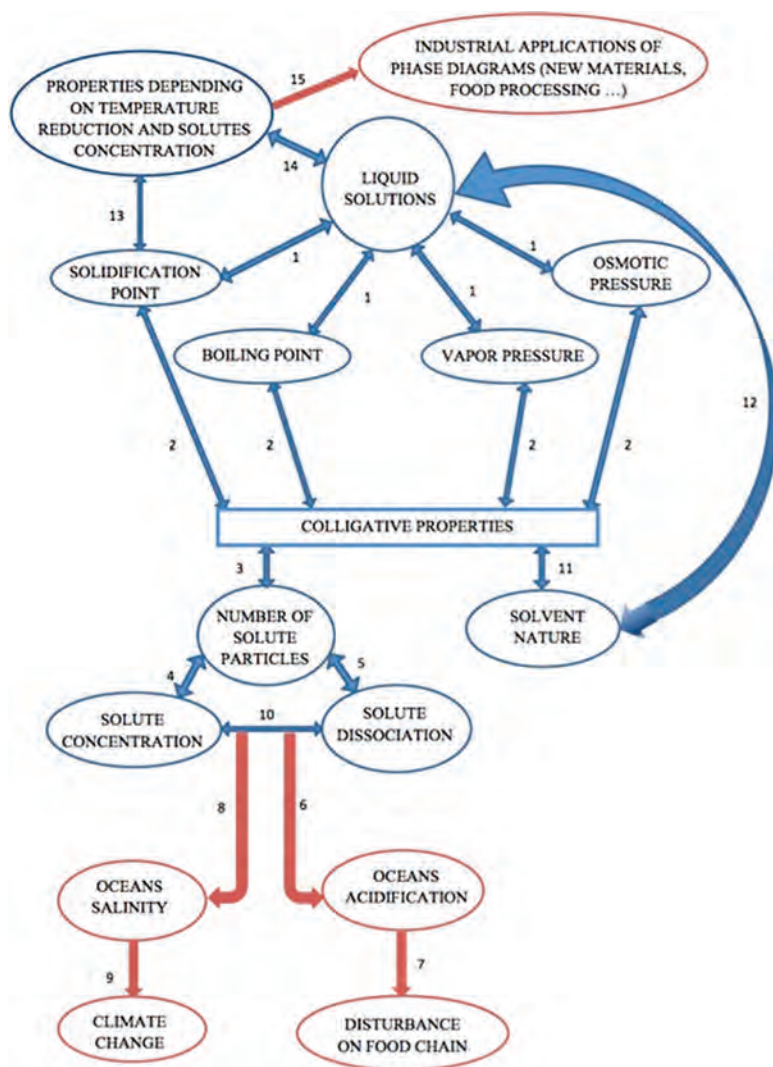 INDUSTRIAL APPLICATIONS OF
PHASE DIAGRAMS (NEW MATERIALS,
FOOD PROCESSING ...)
15
PROPERTIES DEPENDING
ON TEMPERATURE
REDUCTION AND SOLUTES
CONCENTRATION
14
LIQUID
SOLUTIONS
13
1
1
1
1
SOLIDIFICATION
POINT
OSMOTIC
PRESSURE
BOILING POINT
VAPOR PRESSURE
12
2
2
2
2
COLLIGATIVE PROPERTIES
3
11
NUMBER OF
SOLUTE
PARTICLES
SOLVENT
NATURE
4
5
SOLUTE
CONCENTRATION
10
SOLUTE
DISSOCIATION
8
6
OCEANS
SALINITY
OCEANS
ACIDIFICATION
9
7
CLIMATE
CHANGE
DISTURBANCE
ON FOOD CHAIN